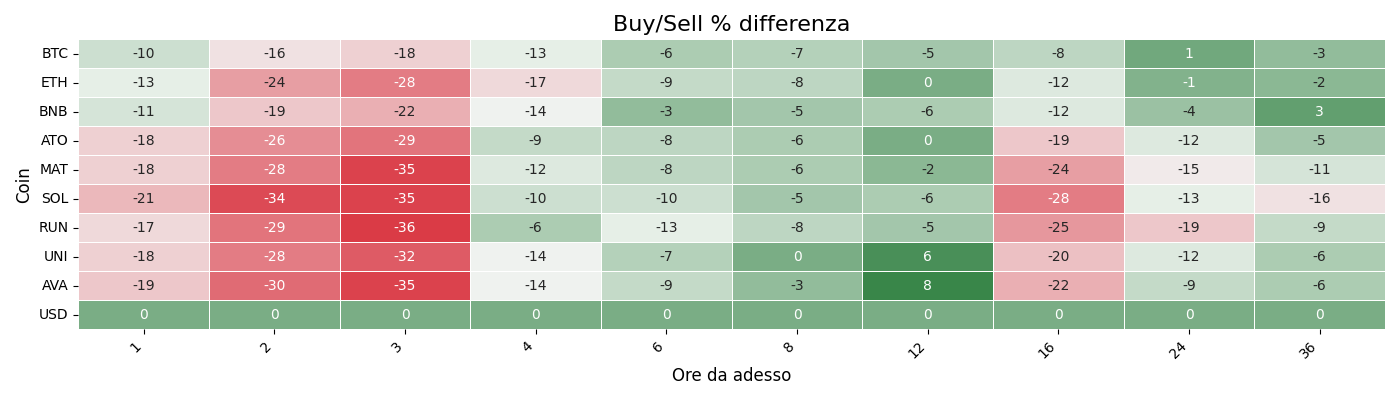 Buy/Sell % differenza
BTC -10 -16 -18 -13 -6 -7 -5 -8 1 -3
ETH -13 -24 -28 -17 -9 -8 0 -12 -1 -2
BNB -11 -19 -22 -14 -3 -5 -6 -12 -4 3
ATO -18 -26 -29 -9 -8 -6 0 -19 -12 -5
MAT -18 -28 -35 -12 -8 -6 -2 -24 -15 -11
SOL -21 -34 -35 -10 -10 -5 -6 -28 -13 -16
RUN -17 -29 -36 -6 -13 -8 -5 -25 -19 -9
UNI -18 -28 -32 -14 -7 0 6 -20 -12 -6
AVA -19 -30 -35 -14 -9 -3 8 -22 -9 -6
USD 0 0 0 0 0 0 0 0 0 0
Coin
1 2 3 4 6 8 12 16 24 36
Ore da adesso